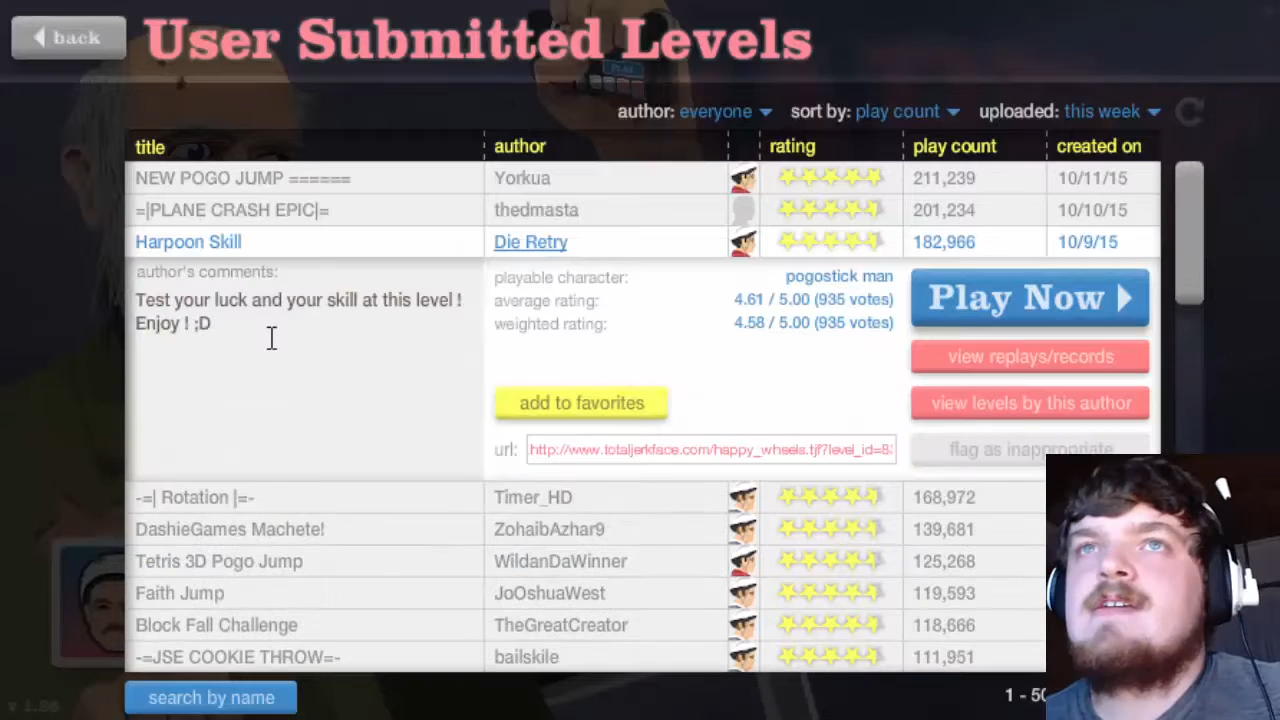 back
User Submitted Levels
author: everyone sort by: play count uploaded: this week
title author rating play count created on
NEW POGO JUMP ====== Yorkua 211,239 10/11/15
=|PLANE CRASH EPIC|= thedmasta 201,234 10/10/15
Harpoon Skill Die Retry 182,966 10/9/15
author's comments:
Test your luck and your skill at this level !
Enjoy ! ;D
playable character: pogostick man
average rating: 4.61 / 5.00 (935 votes)
weighted rating: 4.58 / 5.00 (935 votes)
add to favorites
url: http://www.totaljerkface.com/happy_wheels.tjf?level_id=8
Play Now
view replays/records
view levels by this author
flag as inappropriate
-=| Rotation |=- Timer_HD 168,972
DashieGames Machete! ZohaibAzhar9 139,681
Tetris 3D Pogo Jump WildanDaWinner 125,268
Faith Jump JoOshuaWest 119,593
Block Fall Challenge TheGreatCreator 118,666
-=JSE COOKIE THROW=- bailskile 111,951
search by name
1 - 50